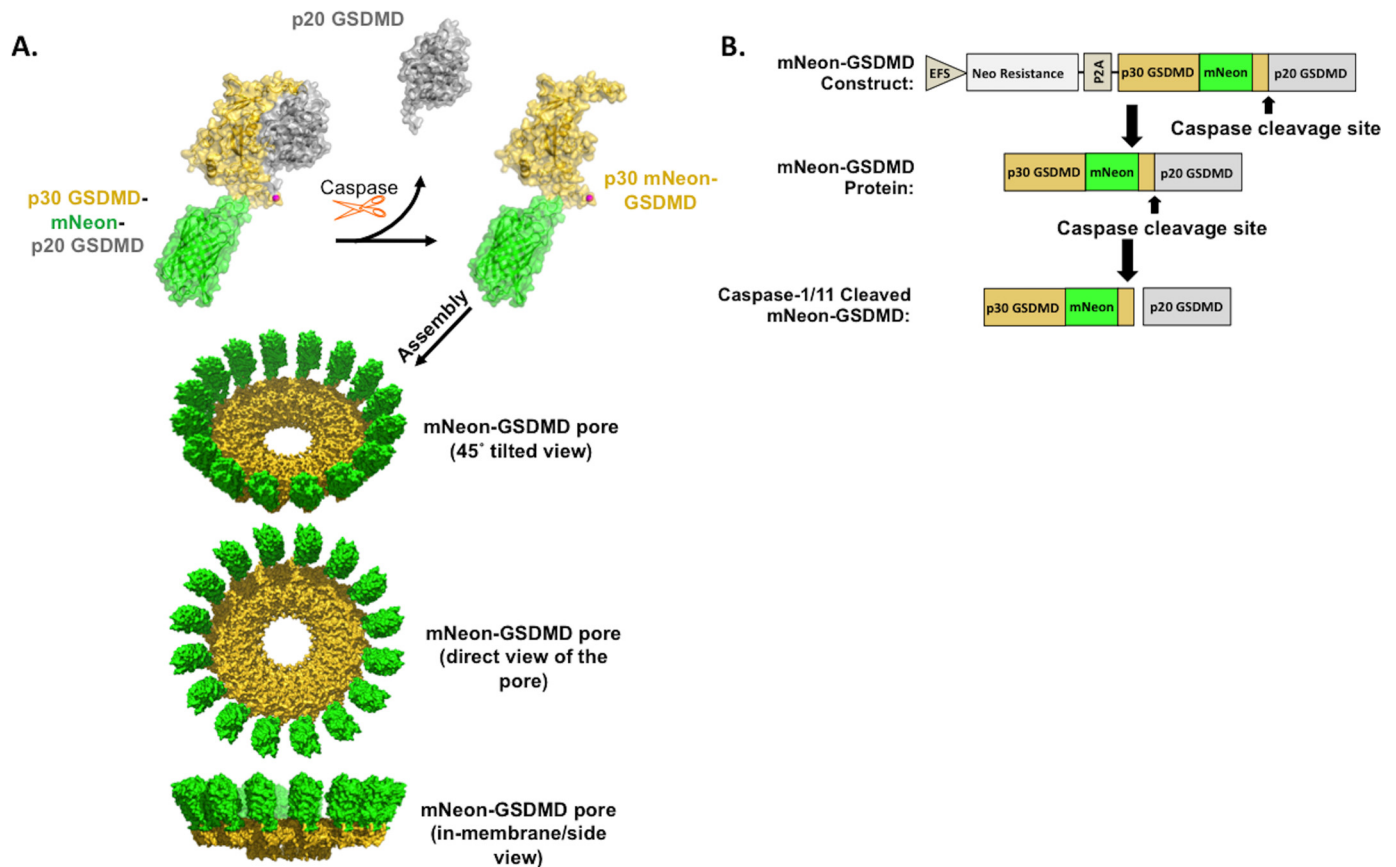 A.
p20 GSDMD
p30 GSDMD-
mNeon-
p20 GSDMD
Caspase
p30 mNeon-
GSDMD
Assembly
mNeon-GSDMD pore
(45° tilted view)
mNeon-GSDMD pore
(direct view of the
pore)
mNeon-GSDMD pore
(in-membrane/side
view)
B.
mNeon-GSDMD
Construct:
EFS
Neo Resistance
P2A
p30 GSDMD
mNeon
p20 GSDMD
Caspase cleavage site
mNeon-GSDMD
Protein:
p30 GSDMD
mNeon
p20 GSDMD
Caspase cleavage site
Caspase-1/11 Cleaved
mNeon-GSDMD:
p30 GSDMD
mNeon
p20 GSDMD